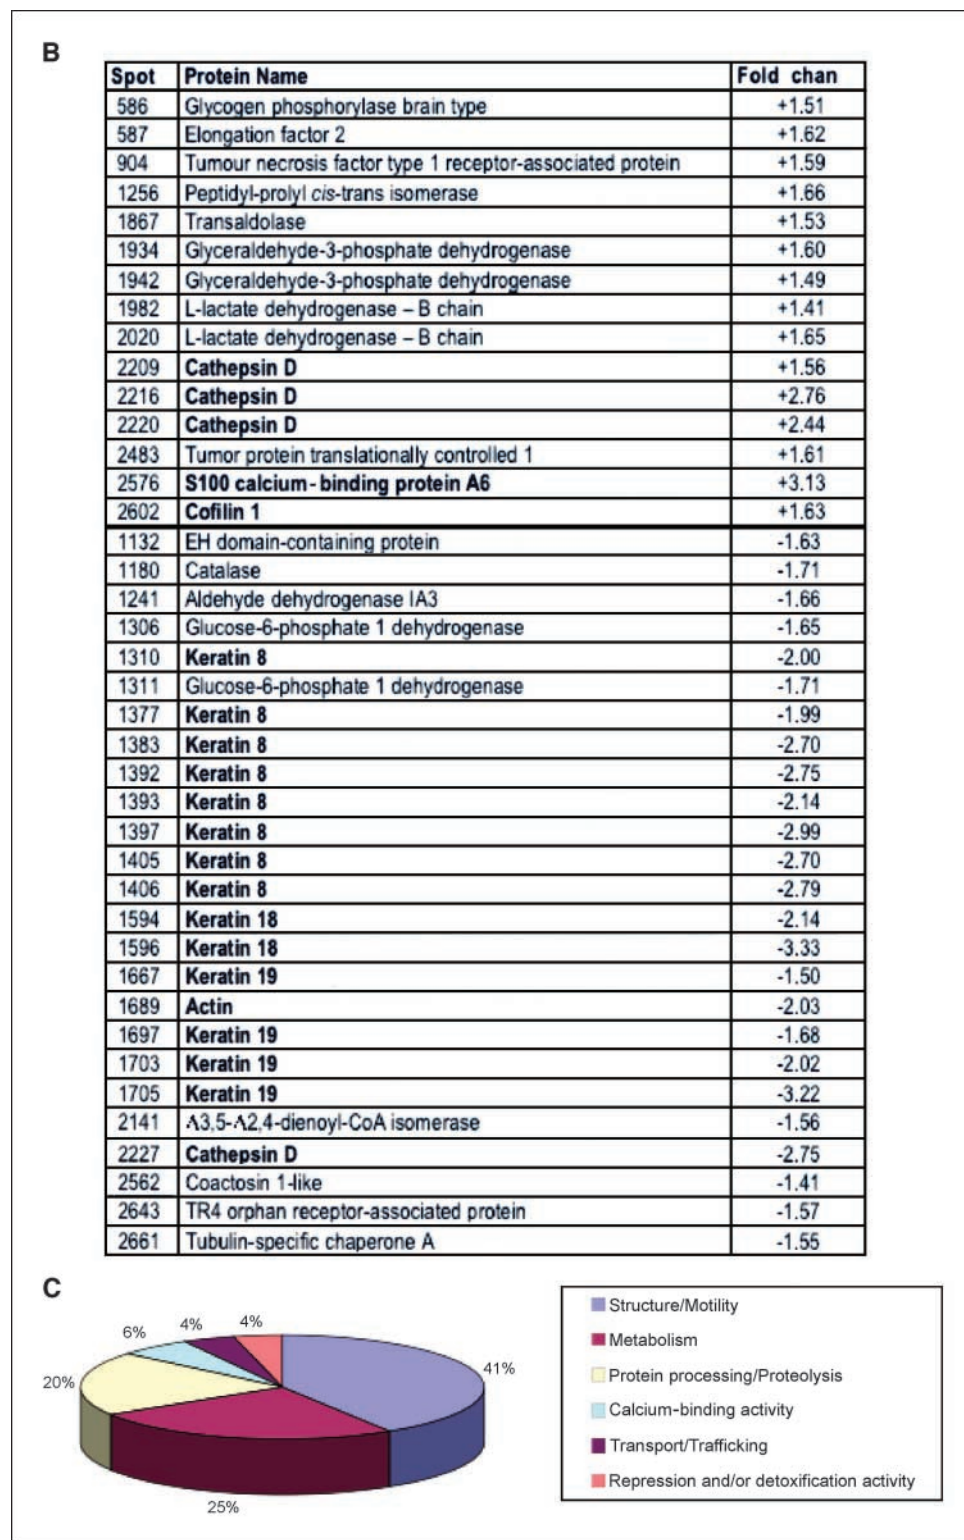 B
Spot Protein Name Fold chan
586 Glycogen phosphorylase brain type +1.51
587 Elongation factor 2 +1.62
904 Tumour necrosis factor type 1 receptor-associated protein +1.59
1256 Peptidyl-prolyl cis-trans isomerase +1.66
1867 Transaldolase +1.53
1934 Glyceraldehyde-3-phosphate dehydrogenase +1.60
1942 Glyceraldehyde-3-phosphate dehydrogenase +1.49
1982 L-lactate dehydrogenase – B chain +1.41
2020 L-lactate dehydrogenase – B chain +1.65
2209 Cathepsin D +1.56
2216 Cathepsin D +2.76
2220 Cathepsin D +2.44
2483 Tumor protein translationally controlled 1 +1.61
2576 S100 calcium-binding protein A6 +3.13
2602 Cofilin 1 +1.63
1132 EH domain-containing protein -1.63
1180 Catalase -1.71
1241 Aldehyde dehydrogenase IA3 -1.66
1306 Glucose-6-phosphate 1 dehydrogenase -1.65
1310 Keratin 8 -2.00
1311 Glucose-6-phosphate 1 dehydrogenase -1.71
1377 Keratin 8 -1.99
1383 Keratin 8 -2.70
1392 Keratin 8 -2.75
1393 Keratin 8 -2.14
1397 Keratin 8 -2.99
1405 Keratin 8 -2.70
1406 Keratin 8 -2.79
1594 Keratin 18 -2.14
1596 Keratin 18 -3.33
1667 Keratin 19 -1.50
1689 Actin -2.03
1697 Keratin 19 -1.68
1703 Keratin 19 -2.02
1705 Keratin 19 -3.22
2141 Λ3,5-Λ2,4-dienoyl-CoA isomerase -1.56
2227 Cathepsin D -2.75
2562 Coactosin 1-like -1.41
2643 TR4 orphan receptor-associated protein -1.57
2661 Tubulin-specific chaperone A -1.55
C
41%
25%
20%
6%
4%
4%
Structure/Motility
Metabolism
Protein processing/Proteolysis
Calcium-binding activity
Transport/Trafficking
Repression and/or detoxification activity